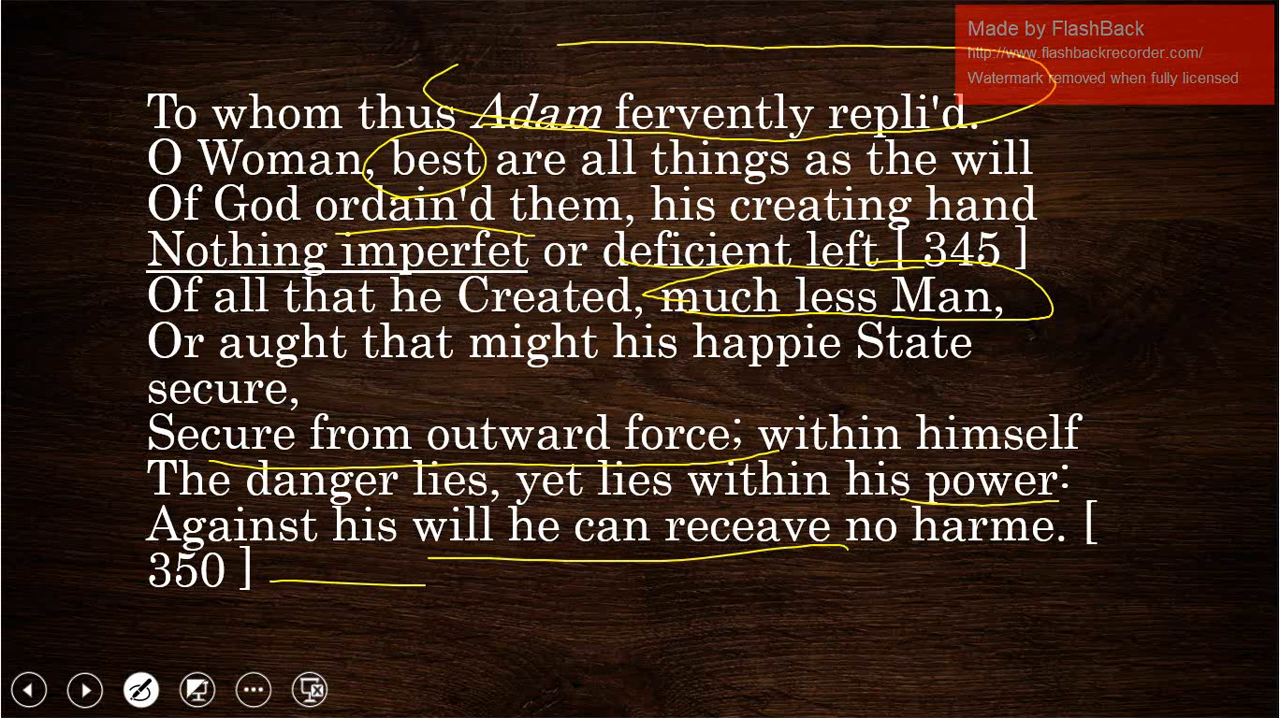 Made by FlashBack
http://www.flashbackrecorder.com/
Watermark removed when fully licensed
To whom thus Adam fervently repli'd.
O Woman, best are all things as the will
Of God ordain'd them, his creating hand
Nothing imperfet or deficient left [ 345 ]
Of all that he Created, much less Man,
Or aught that might his happie State
secure,
Secure from outward force; within himself
The danger lies, yet lies within his power:
Against his will he can receave no harme. [
350 ]